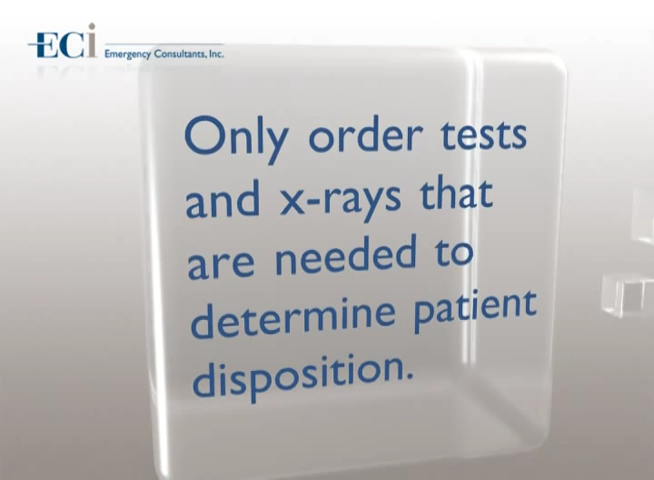 ECi Emergency Consultants, Inc.
Only order tests
and x-rays that
are needed to
determine patient
disposition.